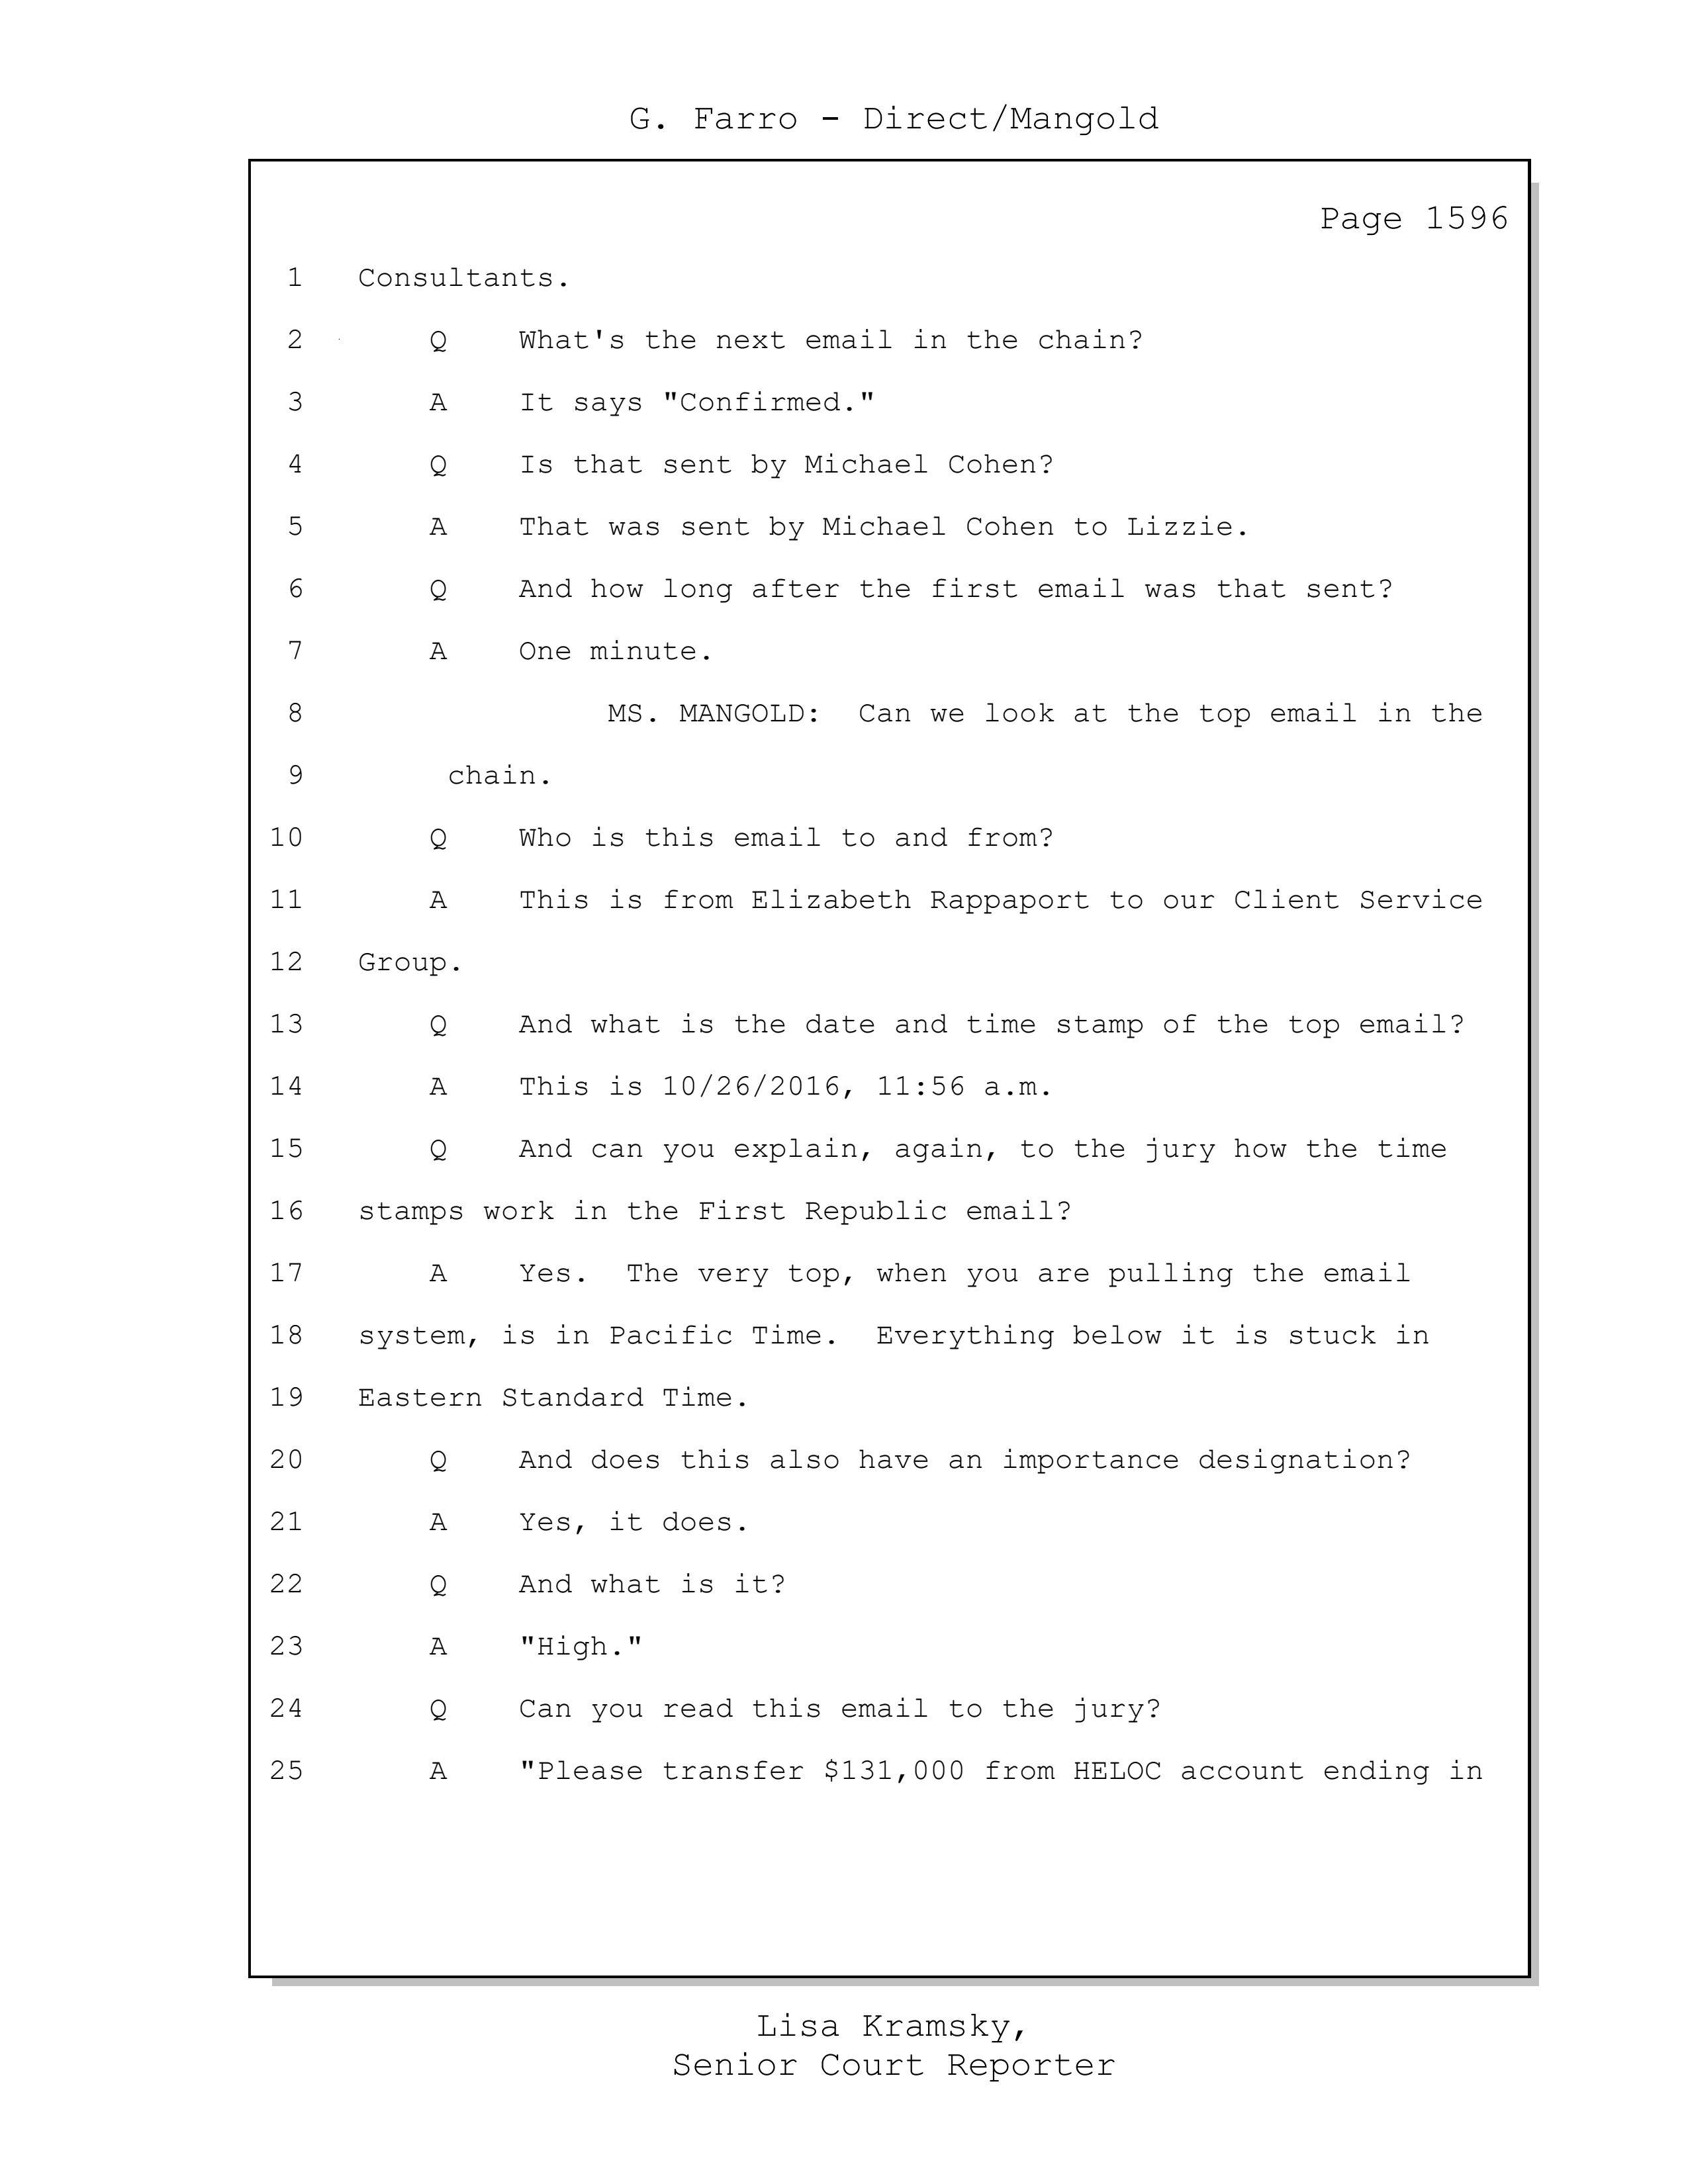 G. Farro - Direct/Mangold
Page 1596
1 Consultants.
2 Q What's the next email in the chain?
3 A It says "Confirmed."
4 Q Is that sent by Michael Cohen?
5 A That was sent by Michael Cohen to Lizzie.
6 Q And how long after the first email was that sent?
7 A One minute.
8 MS. MANGOLD: Can we look at the top email in the
9 chain.
10 Q Who is this email to and from?
11 A This is from Elizabeth Rappaport to our Client Service
12 Group.
13 Q And what is the date and time stamp of the top email?
14 A This is 10/26/2016, 11:56 a.m.
15 Q And can you explain, again, to the jury how the time
16 stamps work in the First Republic email?
17 A Yes. The very top, when you are pulling the email
18 system, is in Pacific Time. Everything below it is stuck in
19 Eastern Standard Time.
20 Q And does this also have an importance designation?
21 A Yes, it does.
22 Q And what is it?
23 A "High."
24 Q Can you read this email to the jury?
25 A "Please transfer $131,000 from HELOC account ending in
Lisa Kramsky,
Senior Court Reporter